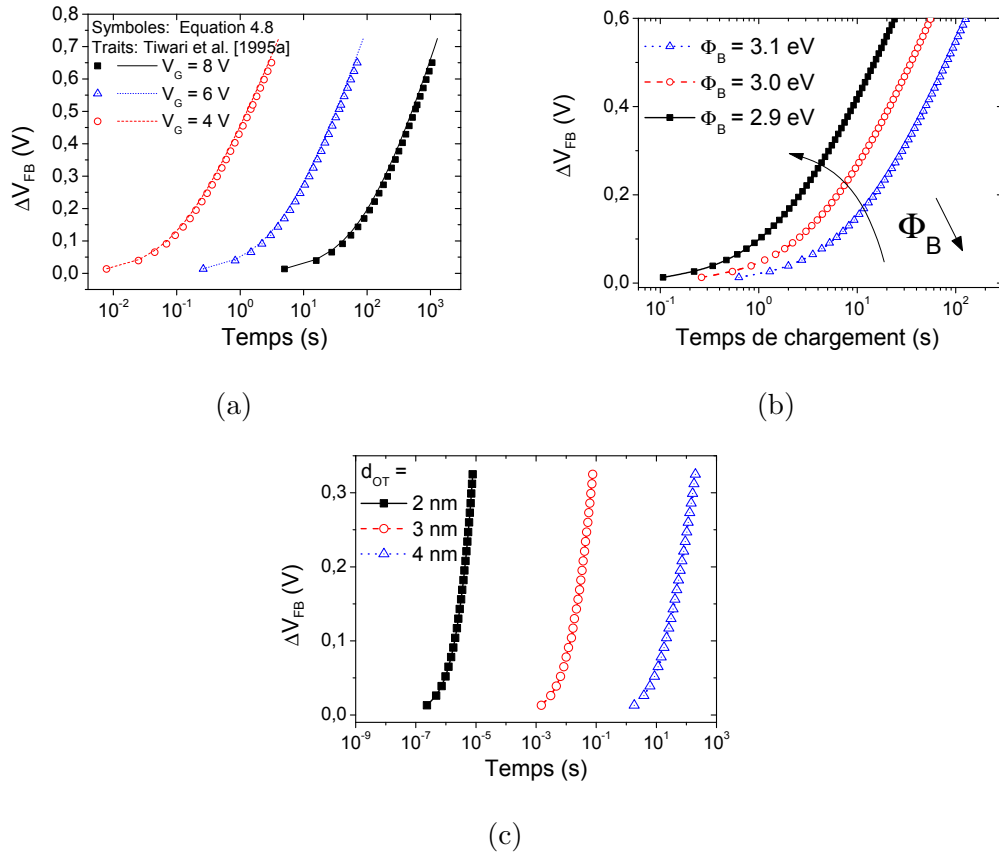 Symboles: Equation 4.8
Traits: Tiwari et al. [1995a]
V_G = 8 V
V_G = 6 V
V_G = 4 V
0,8
0,7
0,6
0,5
0,4
0,3
0,2
0,1
0,0
ΔV_FB (V)
10^-2 10^-1 10^0 10^1 10^2 10^3
Temps (s)
(a)
Φ_B = 3.1 eV
Φ_B = 3.0 eV
Φ_B = 2.9 eV
Φ_B
0,6
0,4
0,2
0,0
ΔV_FB (V)
10^-1 10^0 10^1 10^2
Temps de chargement (s)
(b)
d_OT =
2 nm
3 nm
4 nm
0,3
0,2
0,1
0,0
ΔV_FB (V)
10^-9 10^-7 10^-5 10^-3 10^-1 10^1 10^3
Temps (s)
(c)